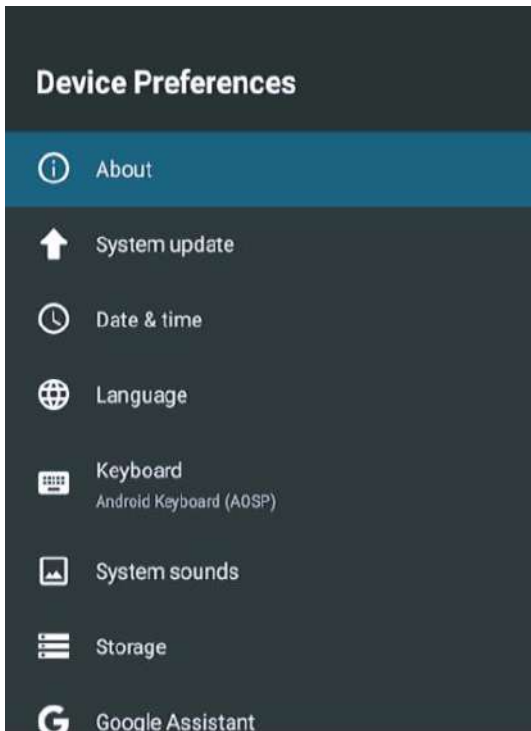 Device Preferences
About
System update
Date & time
Language
Keyboard
Android Keyboard (AOSP)
System sounds
Storage
Google Assistant